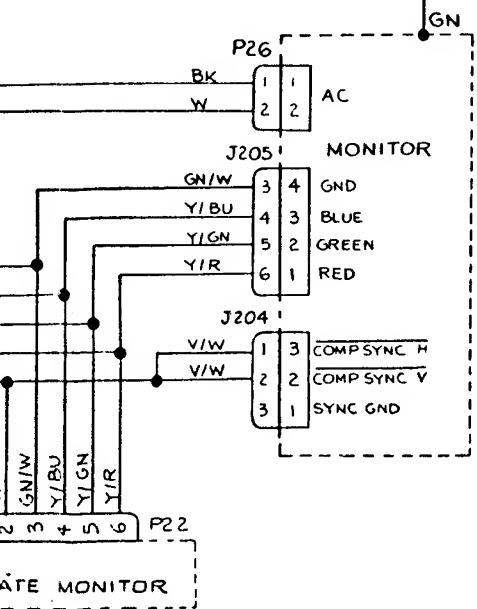 GN
P26
BK 1 1 AC
W 2 2
J205 MONITOR
GN/W 3 4 GND
Y/BU 4 3 BLUE
Y/GN 5 2 GREEN
Y/R 6 1 RED
J204
V/W 1 3 COMP SYNC H
V/W 2 2 COMP SYNC V
3 1 SYNC GND
GN/W Y/BU Y/GN Y/R
2 3 4 5 6 P22
ATE MONITOR